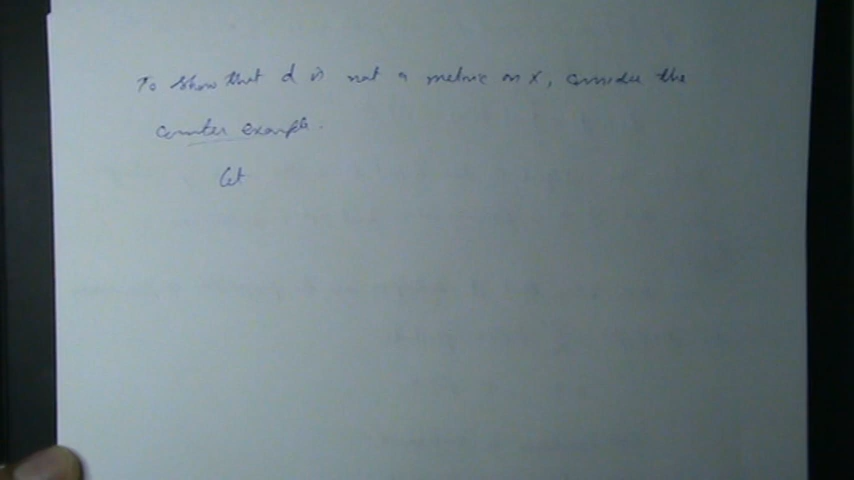 To show that d is not a metric on X, consider the
counter example.
Let